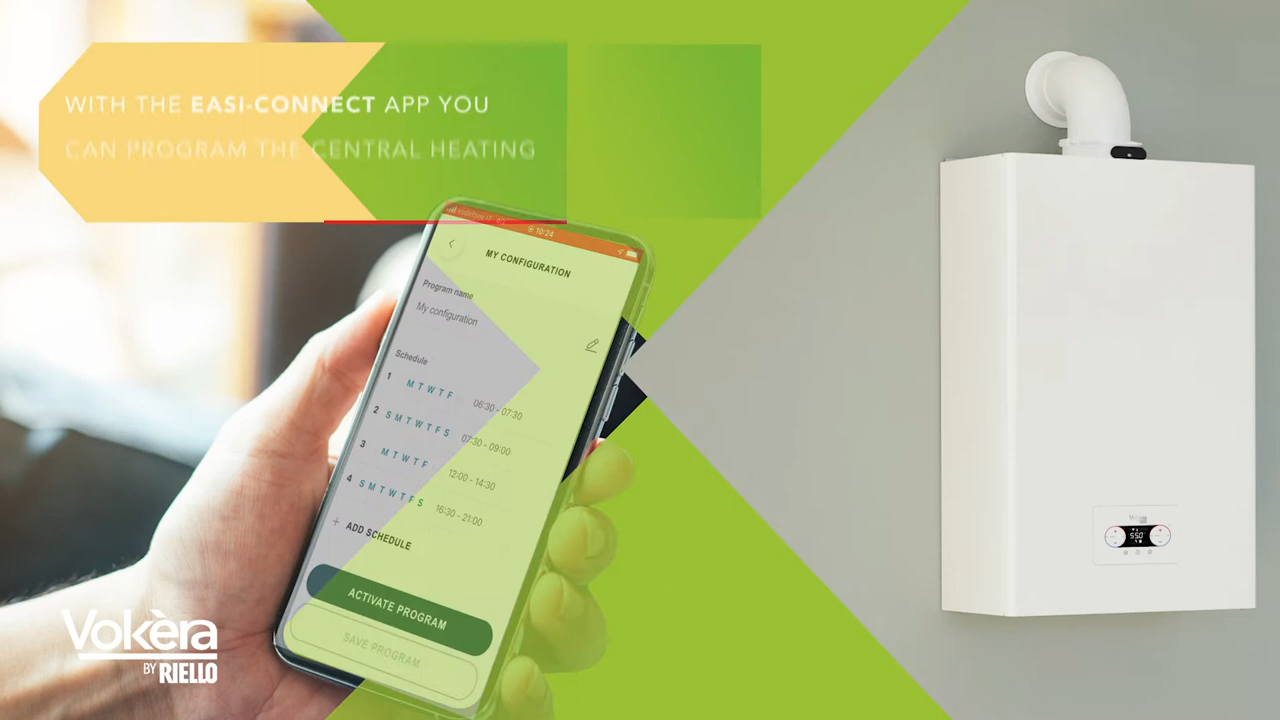 WITH THE EASI-CONNECT APP YOU
CAN PROGRAM THE CENTRAL HEATING
10:24
MY CONFIGURATION
Program name
My configuration
Schedule
1 M T W T F 06:30 - 07:30
2 S M T W T F S 07:30 - 09:00
3 M T W T F 12:00 - 14:30
4 S M T W T F S 16:30 - 21:00
+ ADD SCHEDULE
ACTIVATE PROGRAM
SAVE PROGRAM
Vokèra
BY RIELLO